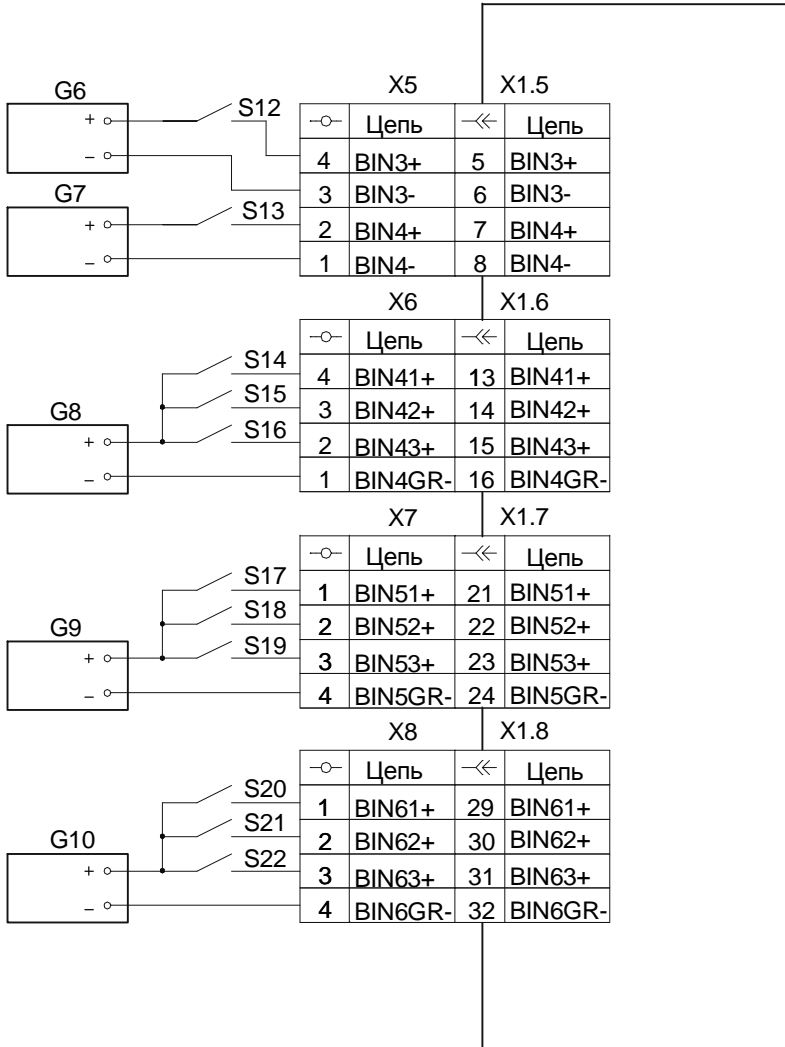 X5 X1.5
G6
S12
Цепь Цепь
+
4 BIN3+ 5 BIN3+
–
3 BIN3- 6 BIN3-
G7
S13
+
2 BIN4+ 7 BIN4+
–
1 BIN4- 8 BIN4-
X6 X1.6
Цепь Цепь
S14
4 BIN41+ 13 BIN41+
S15
3 BIN42+ 14 BIN42+
G8
S16
+
2 BIN43+ 15 BIN43+
–
1 BIN4GR- 16 BIN4GR-
X7 X1.7
Цепь Цепь
S17
1 BIN51+ 21 BIN51+
S18
2 BIN52+ 22 BIN52+
G9
S19
+
3 BIN53+ 23 BIN53+
–
4 BIN5GR- 24 BIN5GR-
X8 X1.8
Цепь Цепь
S20
1 BIN61+ 29 BIN61+
S21
2 BIN62+ 30 BIN62+
G10
S22
+
3 BIN63+ 31 BIN63+
–
4 BIN6GR- 32 BIN6GR-